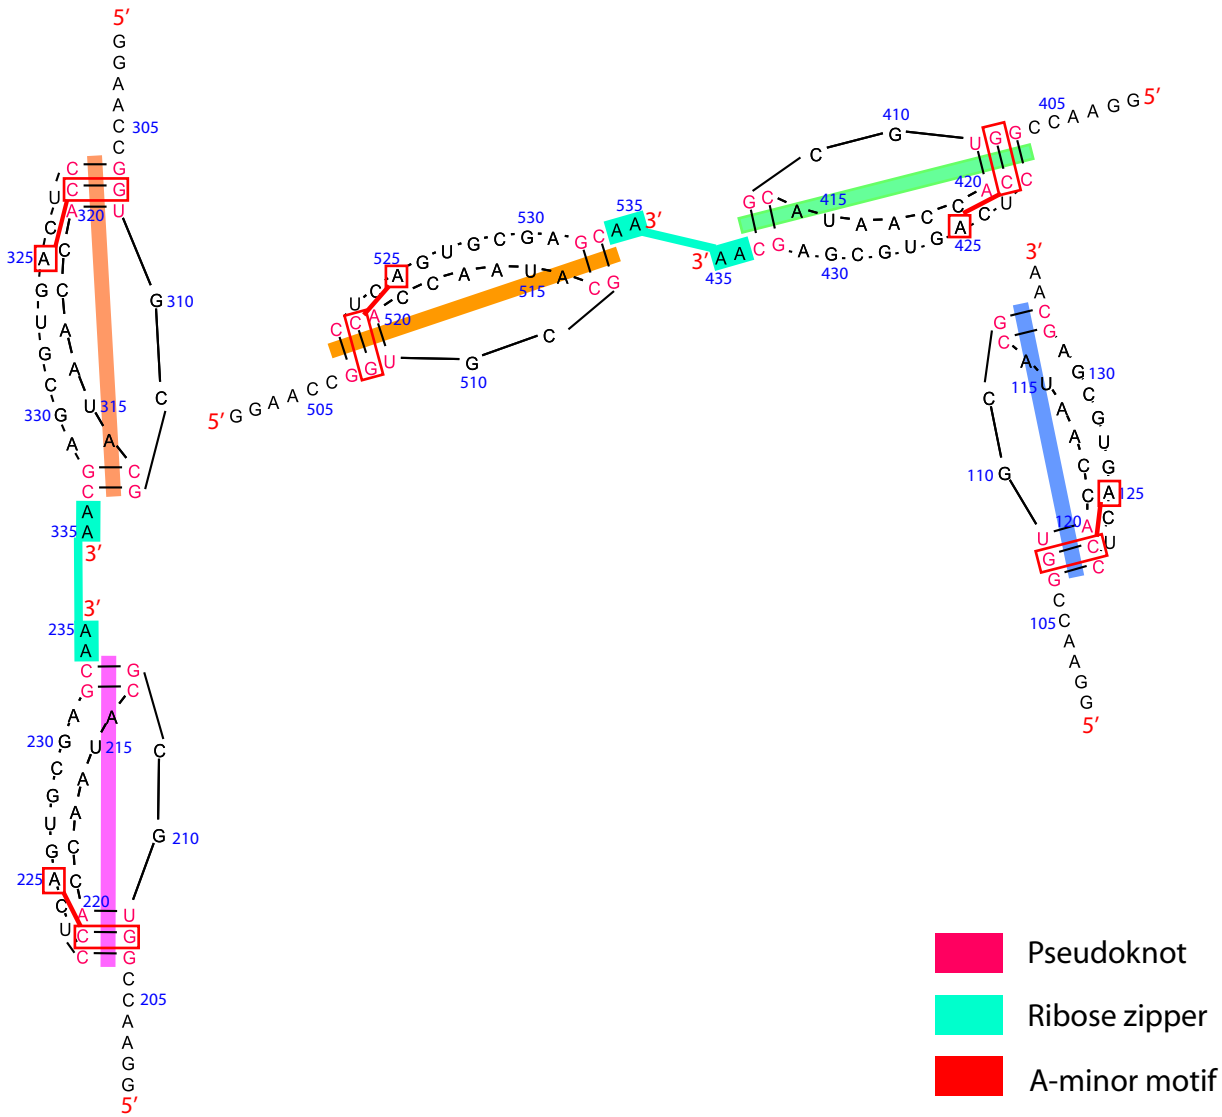 5′
G
G
A
A
C 305
C
C G
C G
U A 320 U
C C
325 A C G 310
G A
U A
G U 315 C
C A
330 G
A
G C
C G
A
335 A
3′
3′
235 A
A
C G
G C
A A
230 G U 215 C
C A
G A
U C G 210
G C
225 A 220
C A U
U C G
C G
C
C 205
A
A
G
G
5′
5′ G G A A C C G G U G C G C A U A A C C A C C U C A G U G C G A G C A A 3′
505 510 515 520 525 530 535
5′ G G A A C C G G U G C G C A U A A C C A C C U C A G U G C G A G C A A 3′
405 410 415 420 425 430 435
3′
A
A
G C
C G
A A
115 U G 130
C A C
A G
110 G C U
C G
A 125
120 A C
U C U
G C
G
C
105 C
A
A
G
G
5′
Pseudoknot
Ribose zipper
A-minor motif